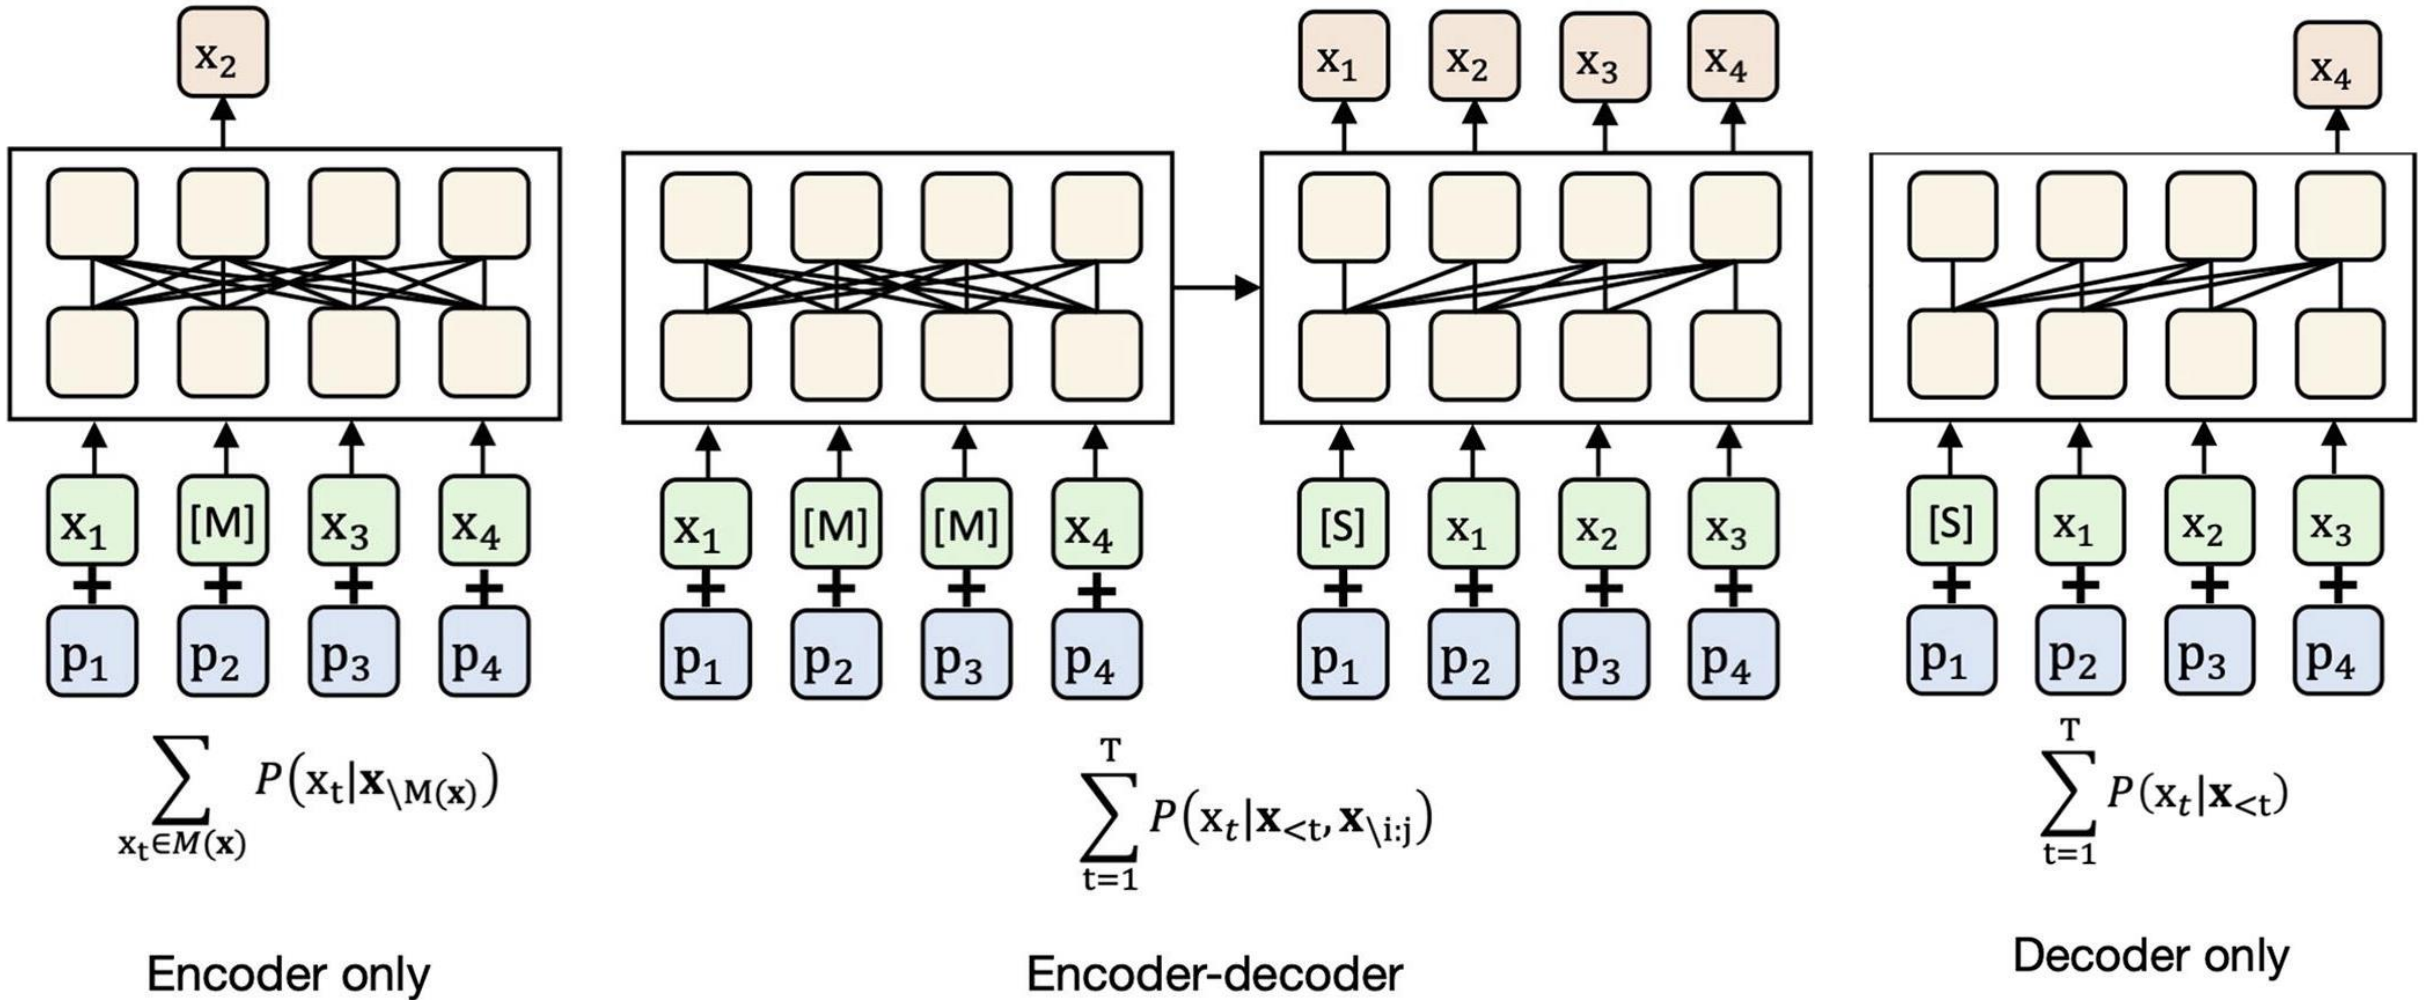 x₂
x₁ x₂ x₃ x₄
x₄
x₁ [M] x₃ x₄
x₁ [M] [M] x₄
[S] x₁ x₂ x₃
[S] x₁ x₂ x₃
+ + + +
+ + + +
+ + + +
+ + + +
p₁ p₂ p₃ p₄
p₁ p₂ p₃ p₄
p₁ p₂ p₃ p₄
p₁ p₂ p₃ p₄
∑ P(xₜ|x\M(x))
xₜ∈M(x)
T
∑ P(xₜ|x<t, x\i:j)
t=1
T
∑ P(xₜ|x<t)
t=1
Encoder only
Encoder-decoder
Decoder only